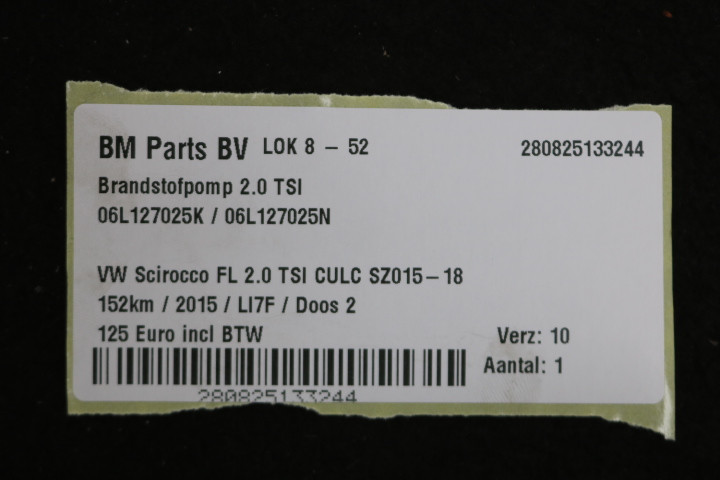 BM Parts BV LOK 8 - 52 280825133244
Brandstofpomp 2.0 TSI
06L127025K / 06L127025N
VW Scirocco FL 2.0 TSI CULC SZ015-18
152km / 2015 / LI7F / Doos 2
125 Euro incl BTW Verz: 10
Aantal: 1
280825133244